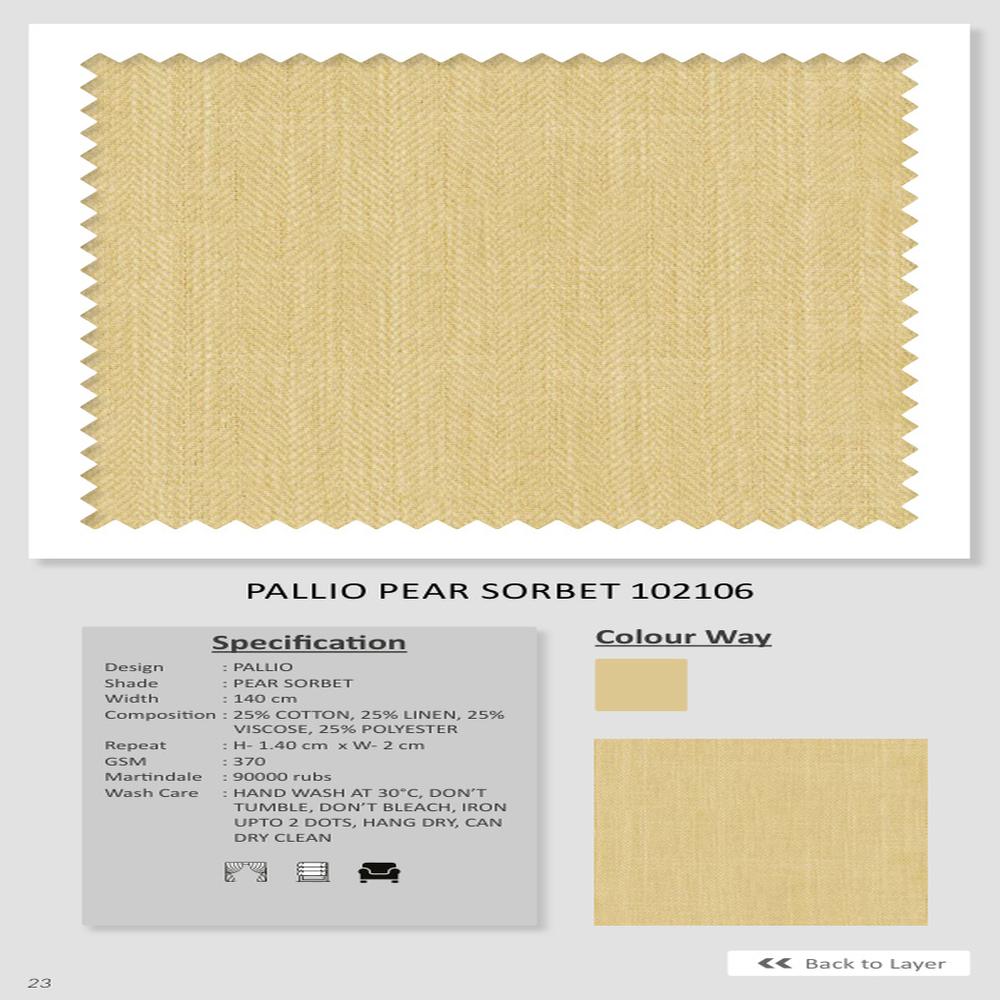 PALLIO PEAR SORBET 102106
Specification
Design : PALLIO
Shade : PEAR SORBET
Width : 140 cm
Composition : 25% COTTON, 25% LINEN, 25%
VISCOSE, 25% POLYESTER
Repeat : H- 1.40 cm x W- 2 cm
GSM : 370
Martindale : 90000 rubs
Wash Care : HAND WASH AT 30°C, DON'T
TUMBLE, DON'T BLEACH, IRON
UPTO 2 DOTS, HANG DRY, CAN
DRY CLEAN
Colour Way
Back to Layer
23